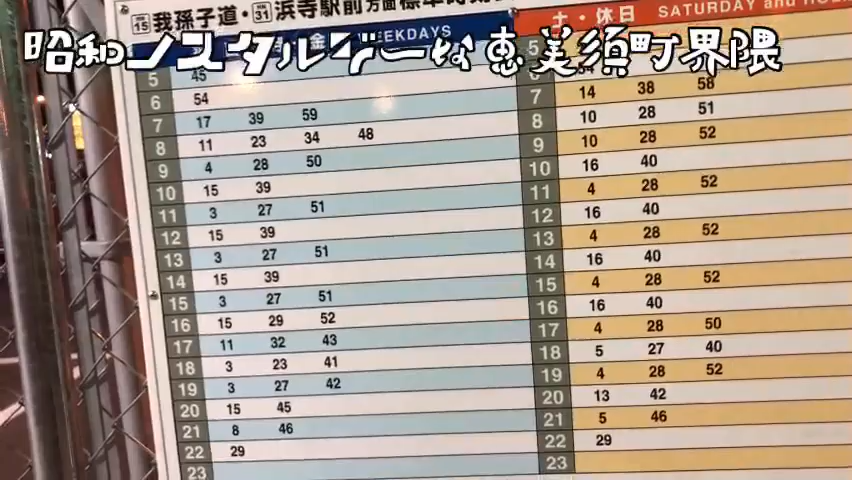 HN 15 我孫子道・HN 31 浜寺駅前方面
昭和ノスタルジーな恵美須町界隈
金 WEEKDAYS
土・休日 SATURDAY and
5 45
6 54
7 17 39 59
8 11 23 34 48
9 4 28 50
10 15 39
11 3 27 51
12 15 39
13 3 27 51
14 15 39
15 3 27 51
16 15 29 52
17 11 32 43
18 3 23 41
19 3 27 42
20 15 45
21 8 46
22 29
23
5
7 14 38 58
8 10 28 51
9 10 28 52
10 16 40
11 4 28 52
12 16 40
13 4 28 52
14 16 40
15 4 28 52
16 16 40
17 4 28 50
18 5 27 40
19 4 28 52
20 13 42
21 5 46
22 29
23